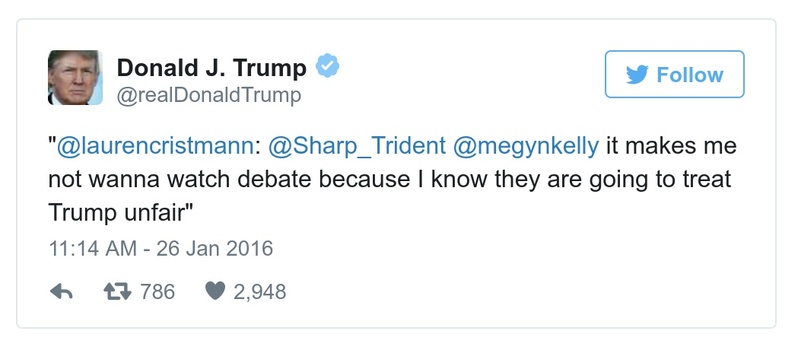 Donald J. Trump
@realDonaldTrump
Follow
"@laurencristmann: @Sharp_Trident @megynkelly it makes me
not wanna watch debate because I know they are going to treat
Trump unfair"
11:14 AM - 26 Jan 2016
786 2,948